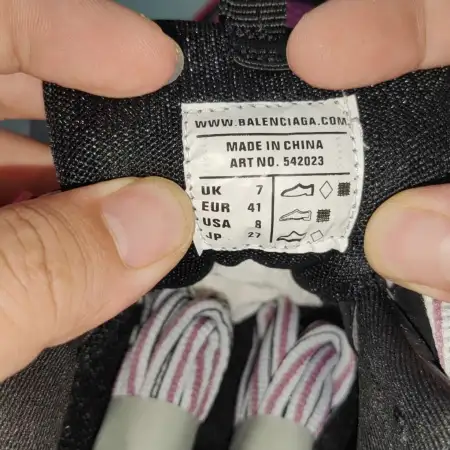 WWW.BALENCIAGA.COM
MADE IN CHINA
ART NO. 542023
UK 7
EUR 41
USA 8
JP 27